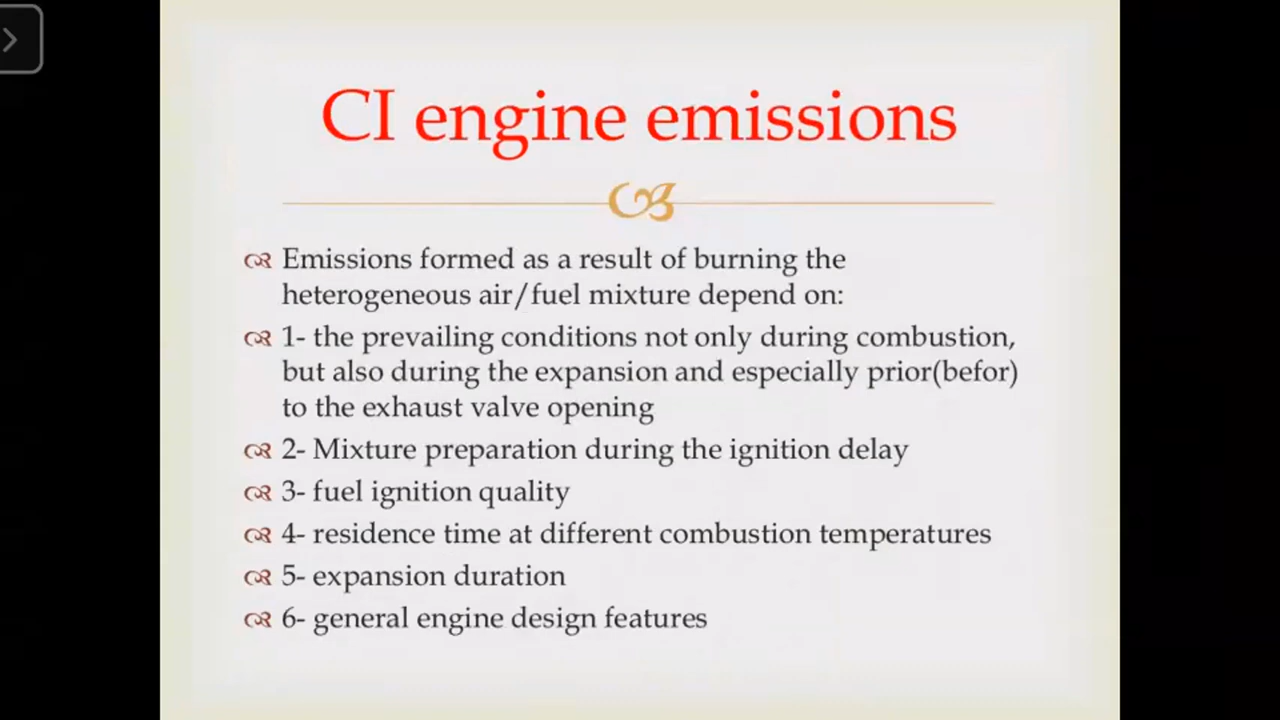 CI engine emissions
Emissions formed as a result of burning the
heterogeneous air/fuel mixture depend on:
1- the prevailing conditions not only during combustion,
but also during the expansion and especially prior(befor)
to the exhaust valve opening
2- Mixture preparation during the ignition delay
3- fuel ignition quality
4- residence time at different combustion temperatures
5- expansion duration
6- general engine design features